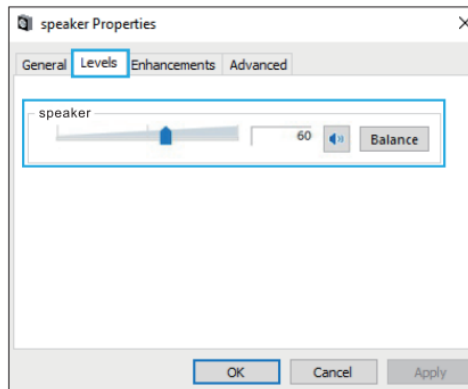 speaker Properties
General Levels Enhancements Advanced
speaker
60 Balance
OK Cancel Apply